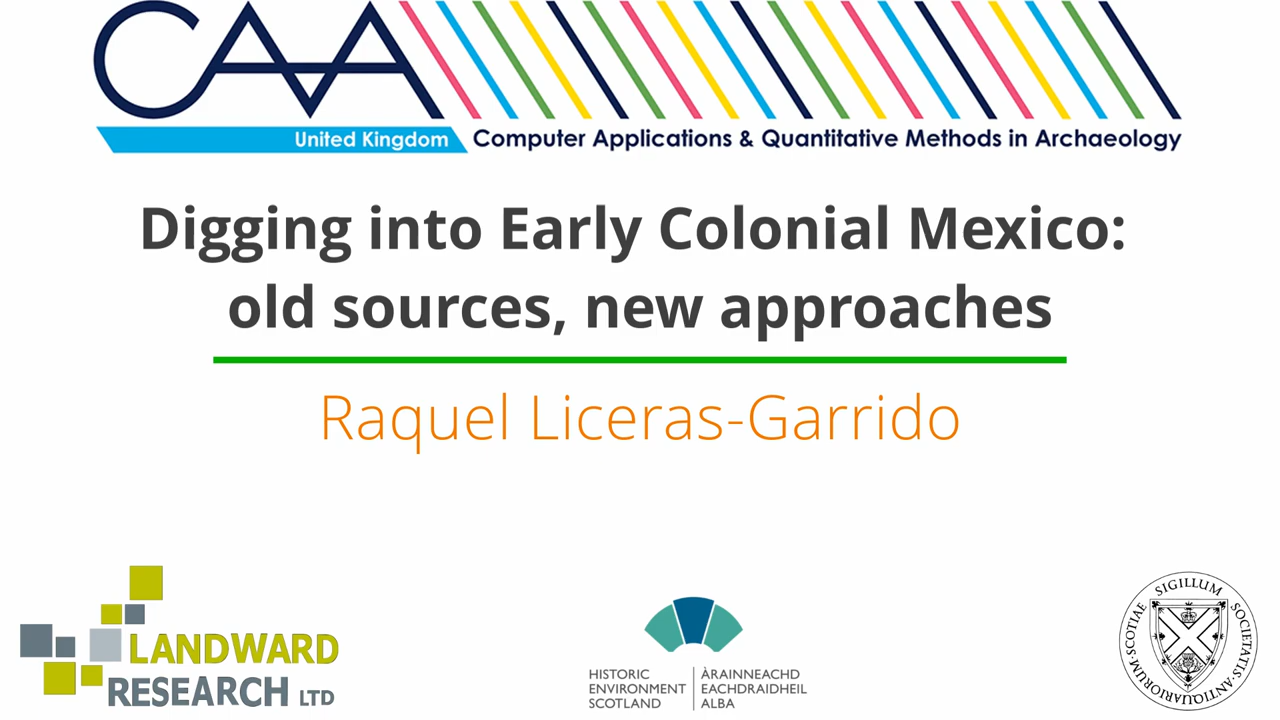 CAA
United Kingdom Computer Applications & Quantitative Methods in Archaeology
Digging into Early Colonial Mexico:
old sources, new approaches
Raquel Liceras-Garrido
LANDWARD
RESEARCH LTD
HISTORIC
ENVIRONMENT
SCOTLAND
ÀRAINNEACHD
EACHDRAIDHEIL
ALBA
SIGILLUM SOCIETATIS·ANTIQUARIORUM·SCOTIAE